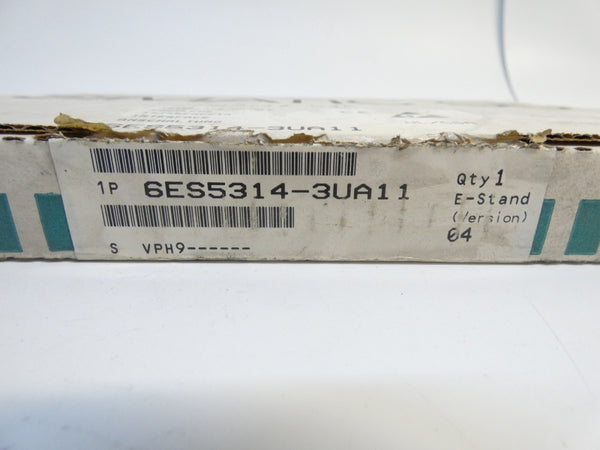 1P 6ES5314-3UA11
Qty 1
E-Stand
(Version)
04
S VPH9------